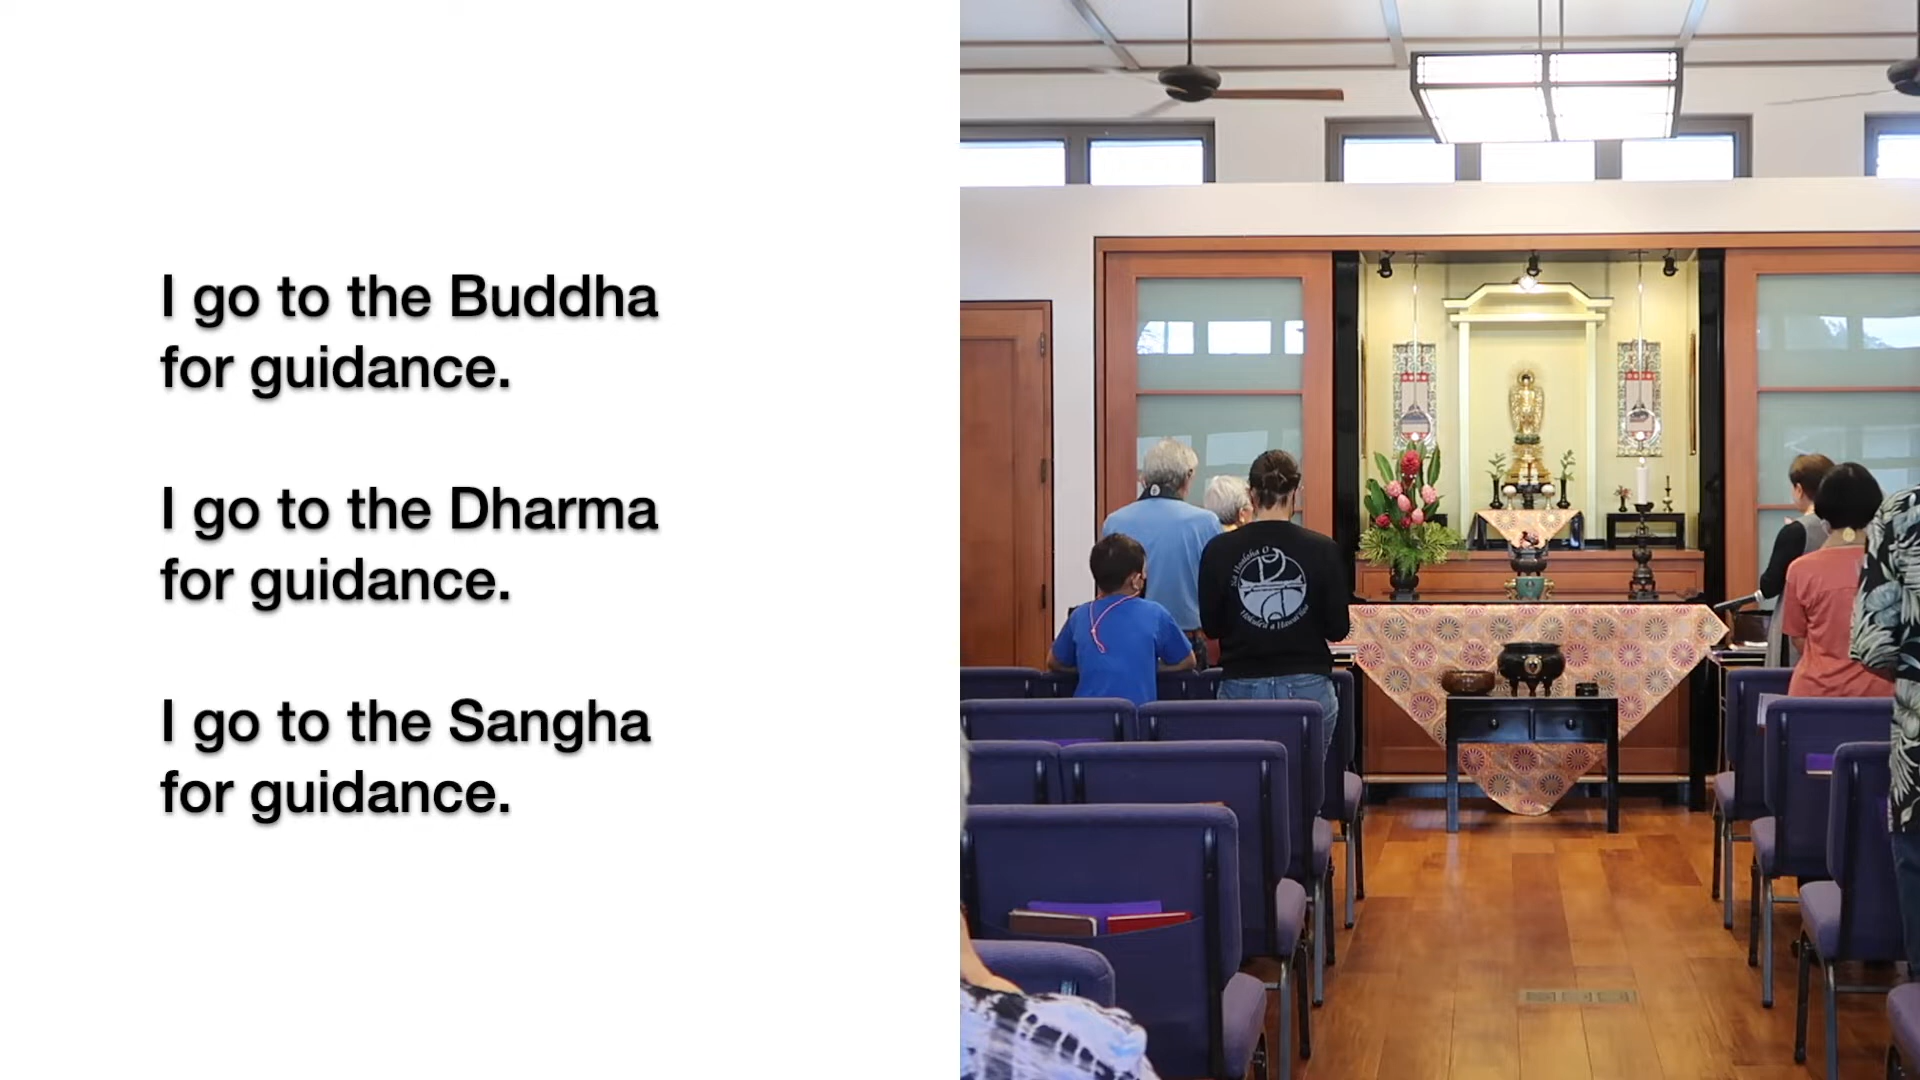 I go to the Buddha
for guidance.
I go to the Dharma
for guidance.
I go to the Sangha
for guidance.